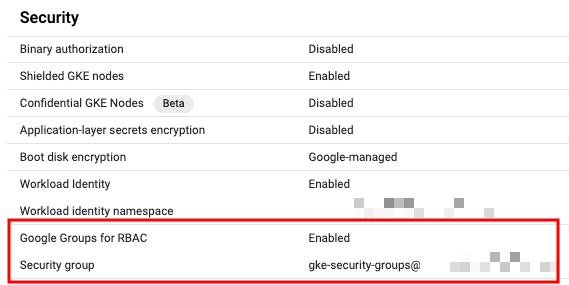 Security
Binary authorization Disabled
Shielded GKE nodes Enabled
Confidential GKE Nodes Beta Disabled
Application-layer secrets encryption Disabled
Boot disk encryption Google-managed
Workload Identity Enabled
Workload identity namespace
Google Groups for RBAC Enabled
Security group gke-security-groups@